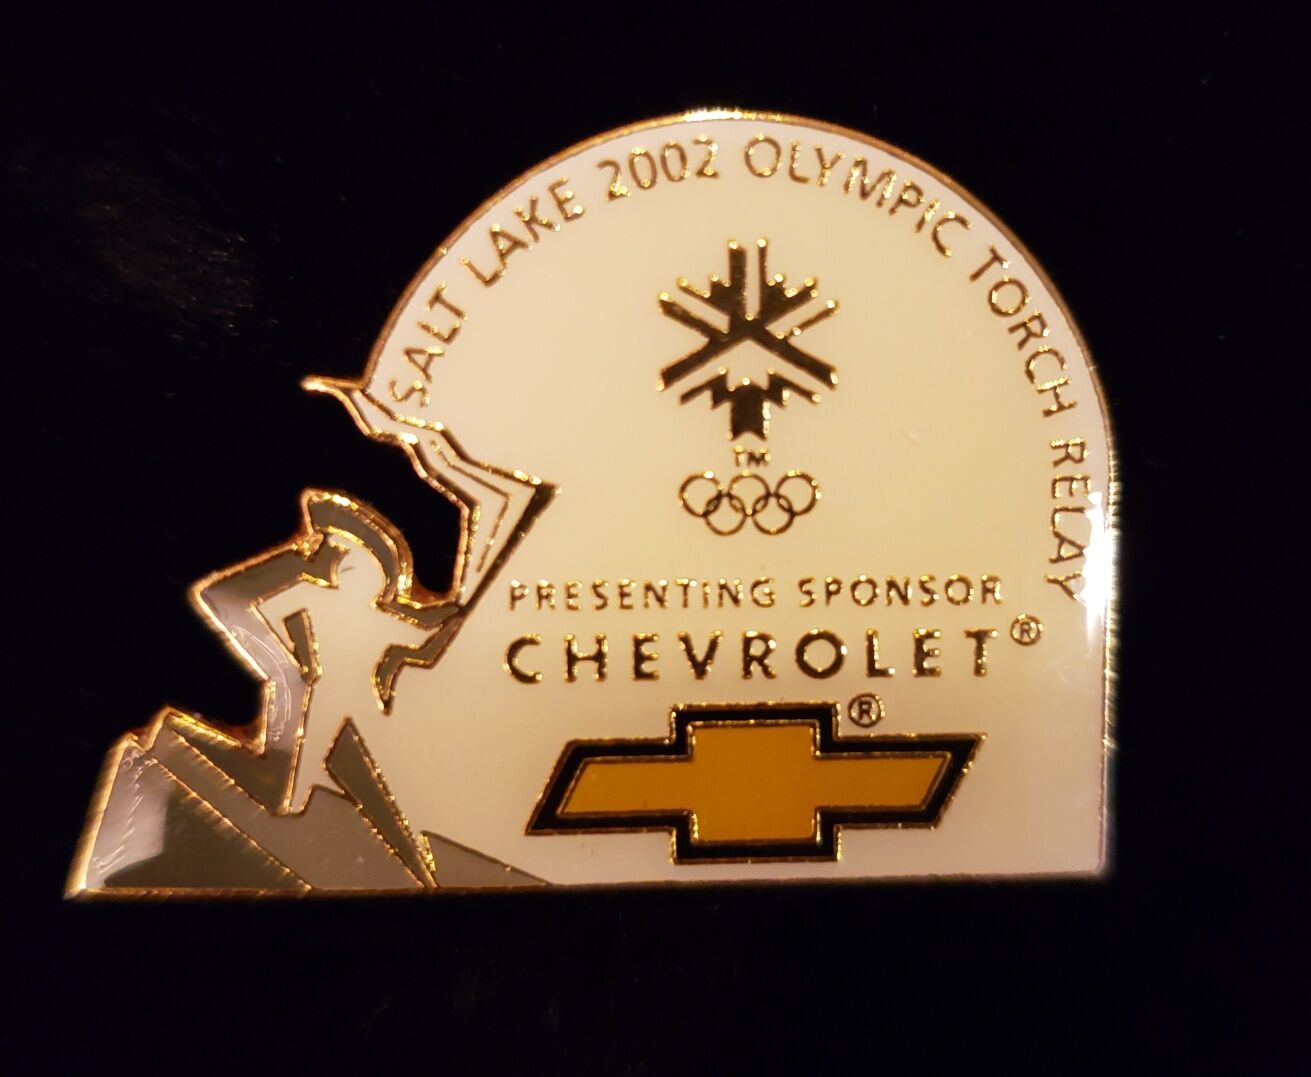 SALT LAKE 2002 OLYMPIC TORCH RELAY
TM
PRESENTING SPONSOR
CHEVROLET®
®